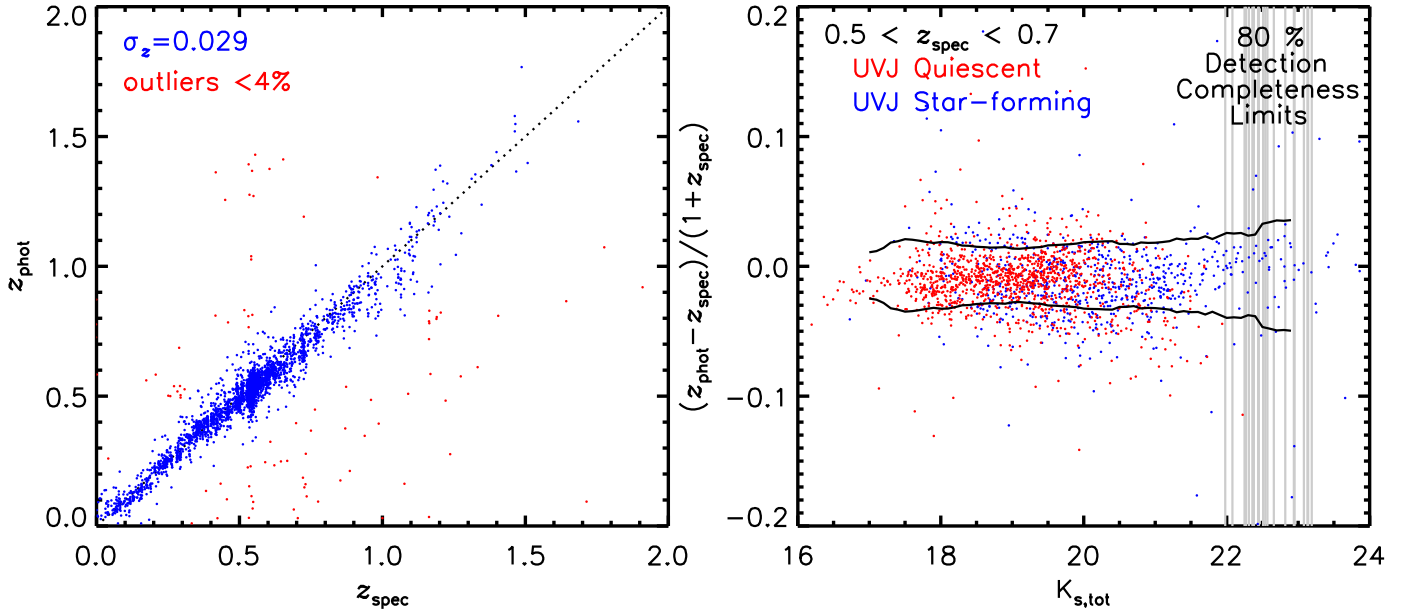 σz=0.029
outliers <4%
2.0
1.5
1.0
0.5
0.0
zphot
0.0 0.5 1.0 1.5 2.0
zspec
0.5 < zspec < 0.7
UVJ Quiescent
UVJ Star-forming
80 %
Detection
Completeness
Limits
0.2
0.1
0.0
−0.1
−0.2
(zphot−zspec)/(1+zspec)
16 18 20 22 24
Ks,tot